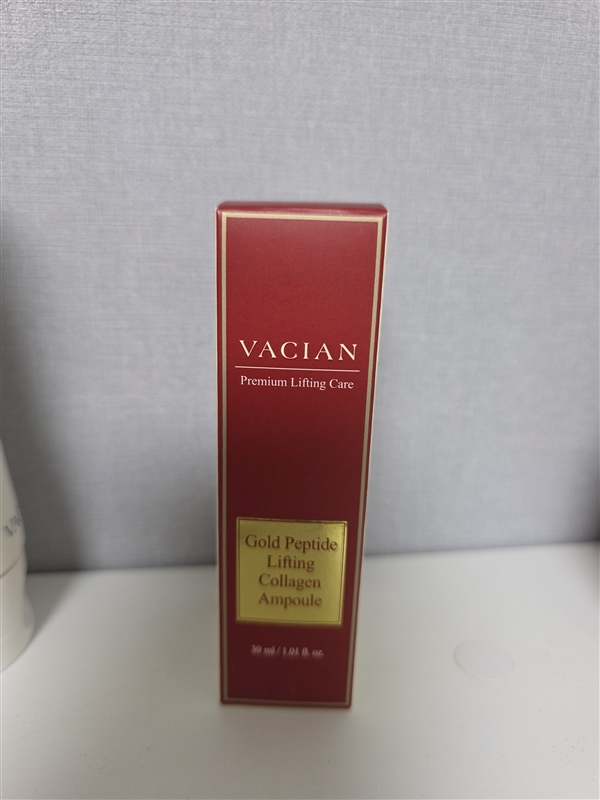 VACIAN
Premium Lifting Care
Gold Peptide
Lifting
Collagen
Ampoule
30 ml / 1.01 fl. oz.